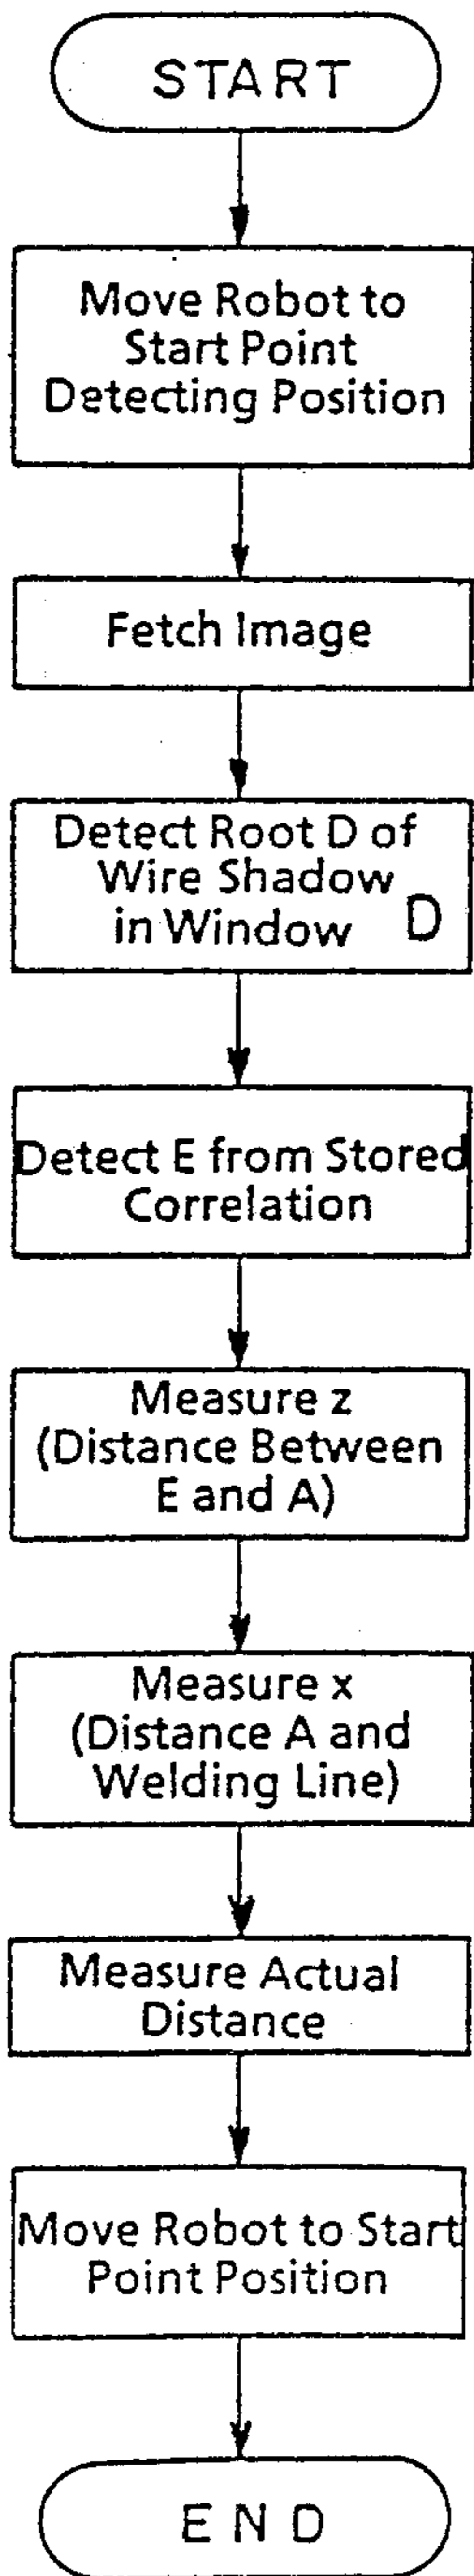 START
Move Robot to
Start Point
Detecting Position
Fetch Image
Detect Root D of
Wire Shadow
in Window D
Detect E from Stored
Correlation
Measure z
(Distance Between
E and A)
Measure x
(Distance A and
Welding Line)
Measure Actual
Distance
Move Robot to Start
Point Position
END